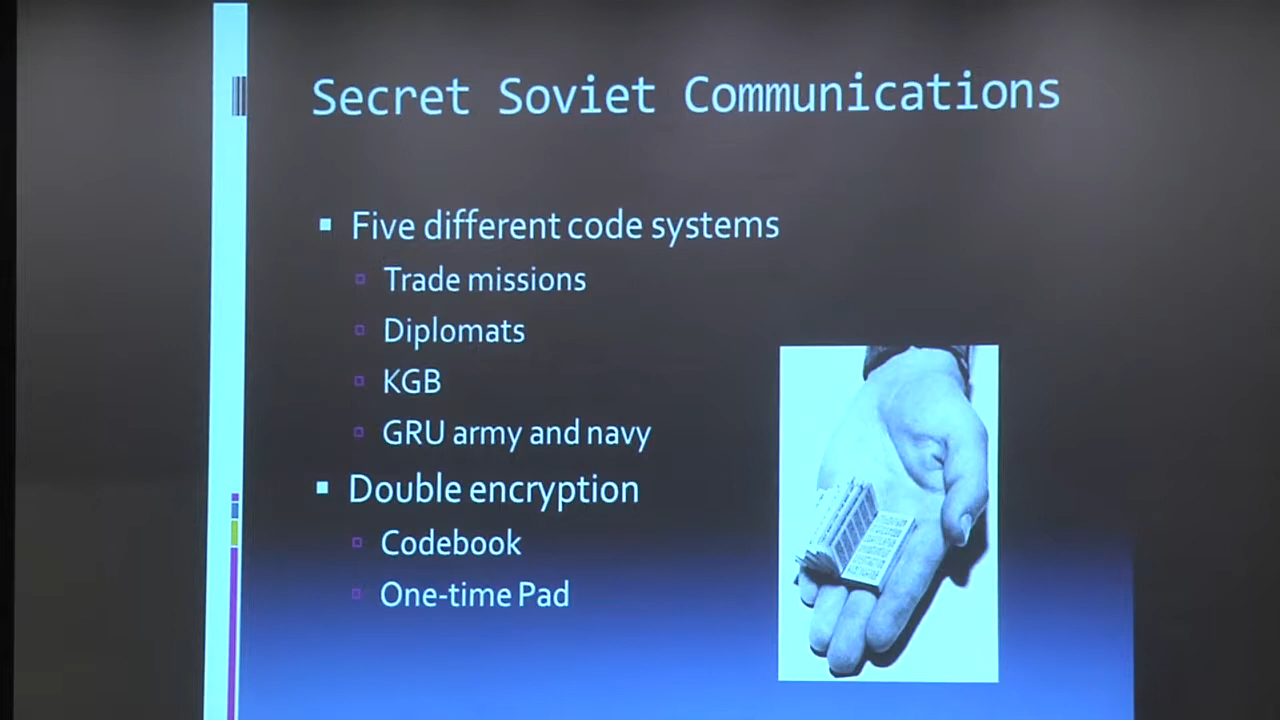 Secret Soviet Communications
Five different code systems
Trade missions
Diplomats
KGB
GRU army and navy
Double encryption
Codebook
One-time Pad